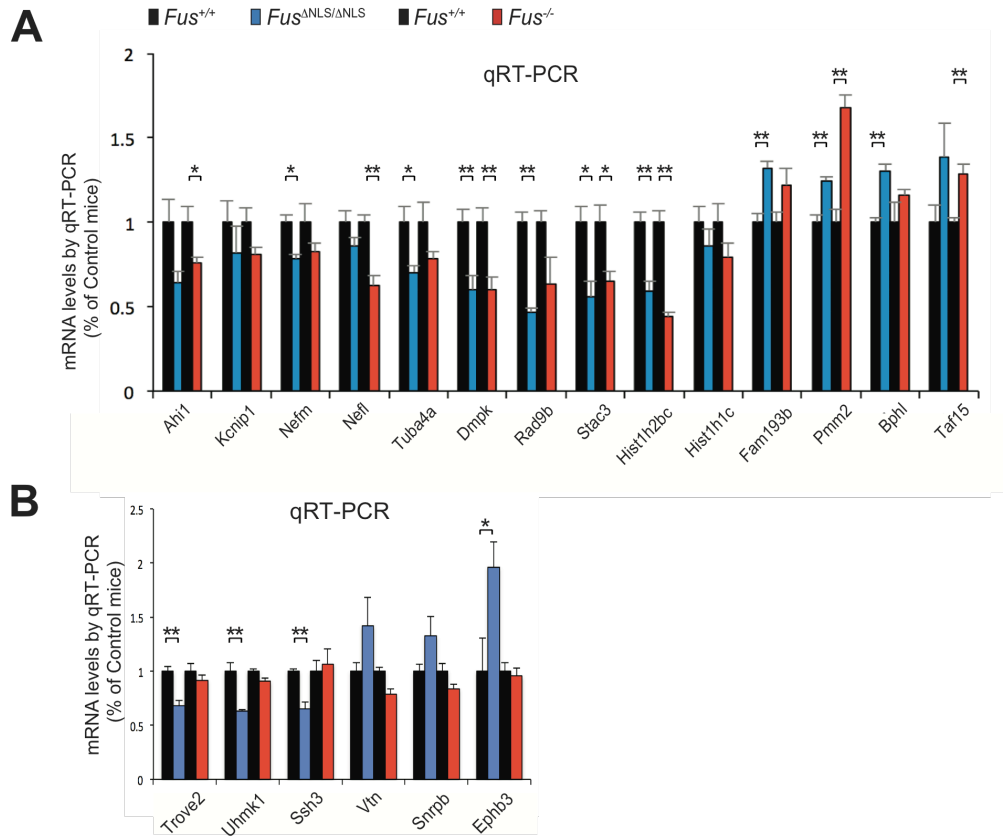 A
Fus+/+ FusΔNLS/ΔNLS Fus+/+ Fus-/-
qRT-PCR
mRNA levels by qRT-PCR
(% of Control mice)
2
1.5
1
0.5
0
* * ** * ** ** ** * * ** ** ** ** ** ** **
Ahi1 Kcnip1 Nefm Nefl Tuba4a Dmpk Rad9b Stac3 Hist1h2bc Hist1h1c Fam193b Pmm2 Bphl Taf15
B
qRT-PCR
mRNA levels by qRT-PCR
(% of Control mice)
2.5
2
1.5
1
0.5
0
** ** ** *
Trove2 Uhmk1 Ssh3 Vtn Snrpb Ephb3